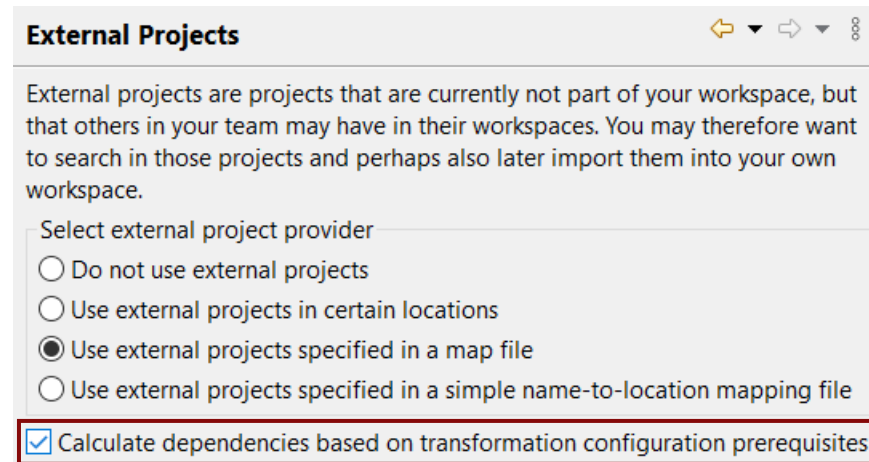 External Projects
External projects are projects that are currently not part of your workspace, but
that others in your team may have in their workspaces. You may therefore want
to search in those projects and perhaps also later import them into your own
workspace.
Select external project provider
Do not use external projects
Use external projects in certain locations
Use external projects specified in a map file
Use external projects specified in a simple name-to-location mapping file
Calculate dependencies based on transformation configuration prerequisites